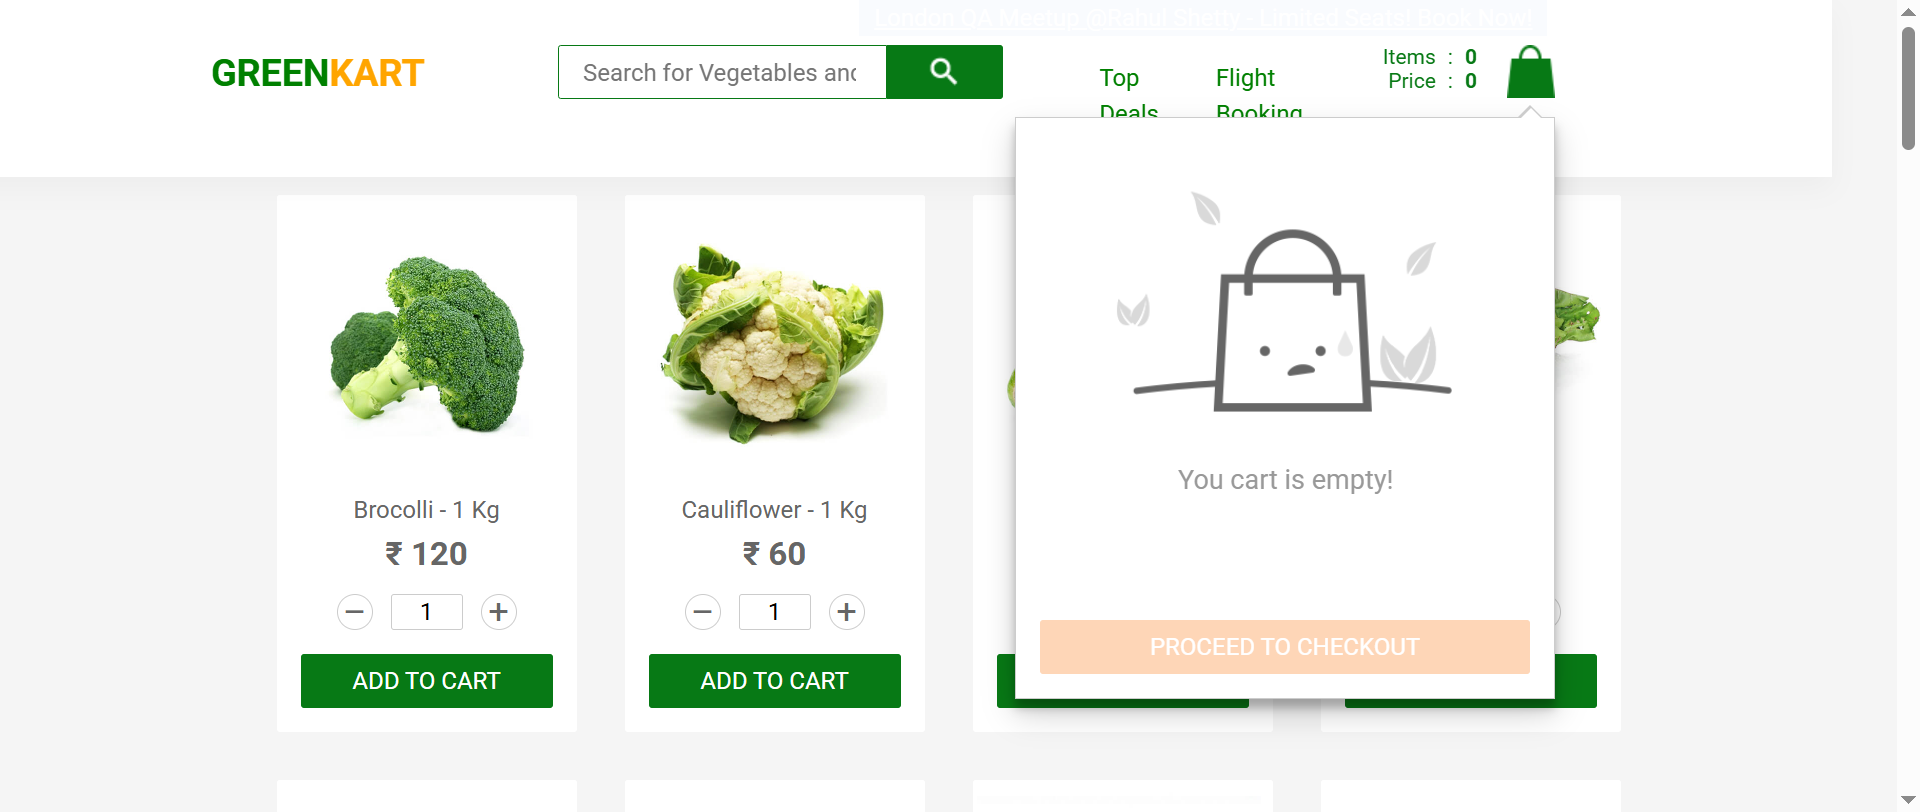 London QA Meetup @Rahul Shetty - Limited Seats! Book Now!
GREENKART
Search for Vegetables and
Top Deals
Flight Booking
Items : 0
Price : 0
You cart is empty!
PROCEED TO CHECKOUT
Brocolli - 1 Kg
₹ 120
− 1 +
ADD TO CART
Cauliflower - 1 Kg
₹ 60
− 1 +
ADD TO CART